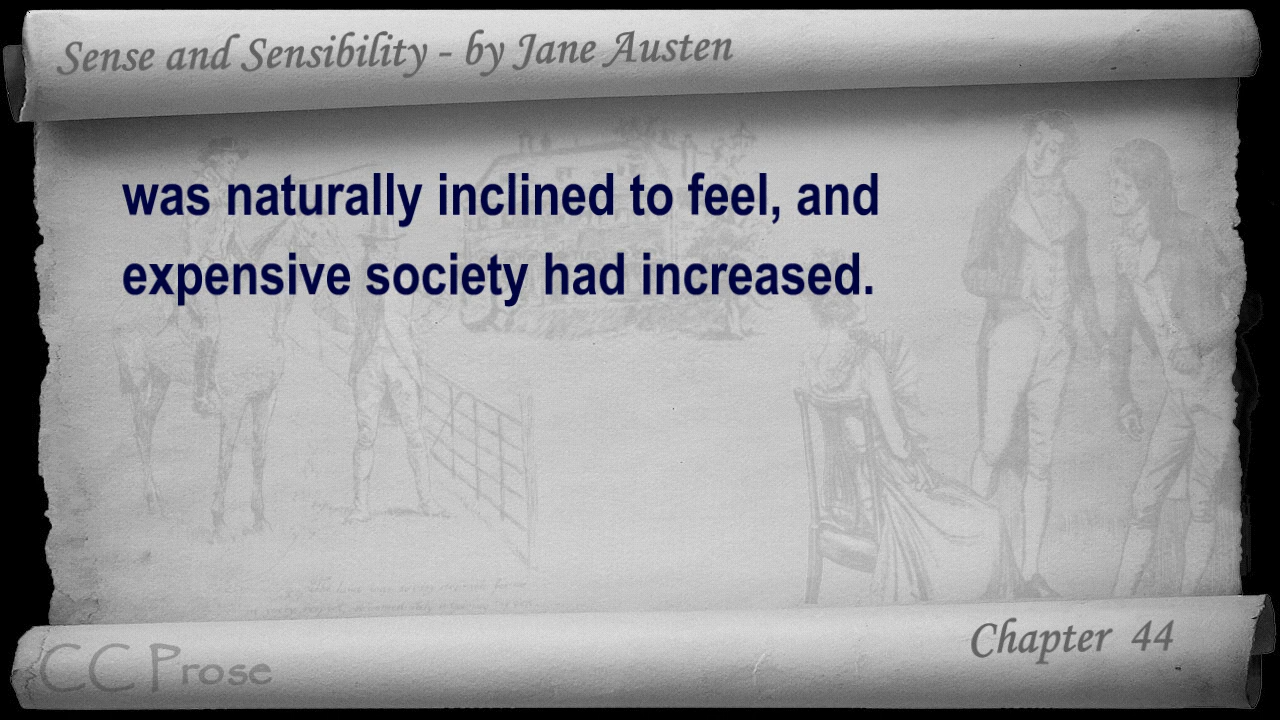 Sense and Sensibility - by Jane Austen
was naturally inclined to feel, and
expensive society had increased.
Chapter 44
CC Prose